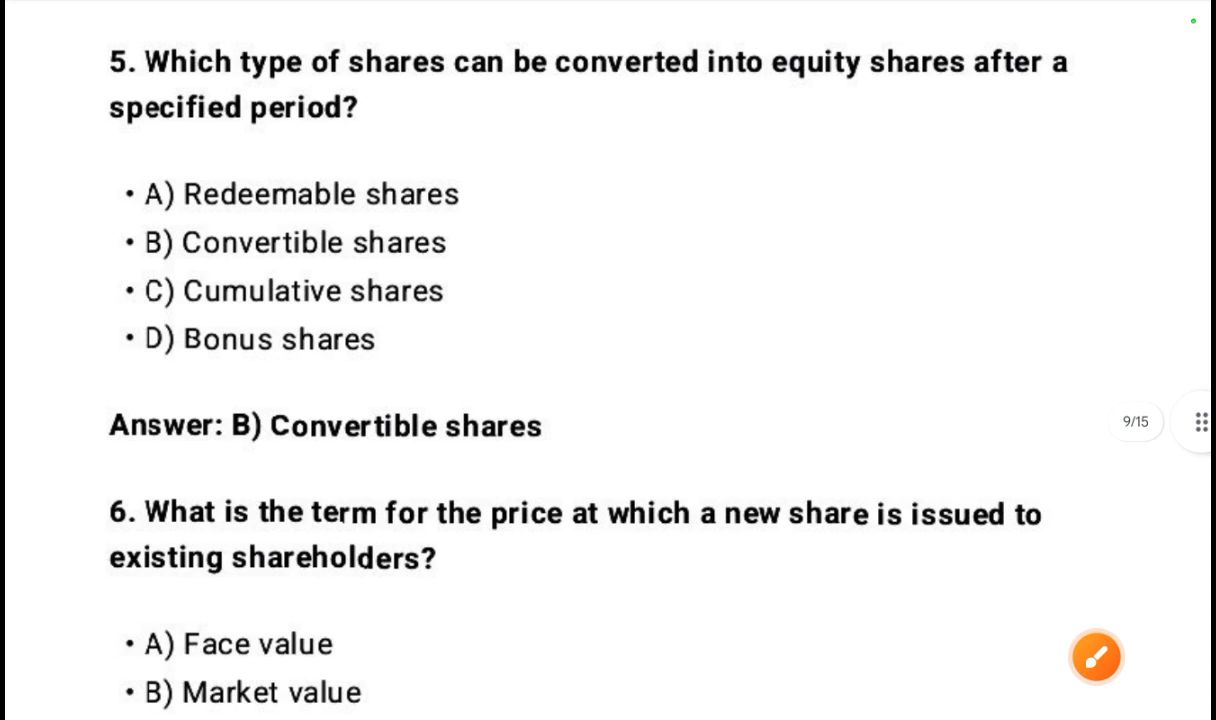 5. Which type of shares can be converted into equity shares after a
specified period?
• A) Redeemable shares
• B) Convertible shares
• C) Cumulative shares
• D) Bonus shares
Answer: B) Convertible shares
9/15
6. What is the term for the price at which a new share is issued to
existing shareholders?
• A) Face value
• B) Market value